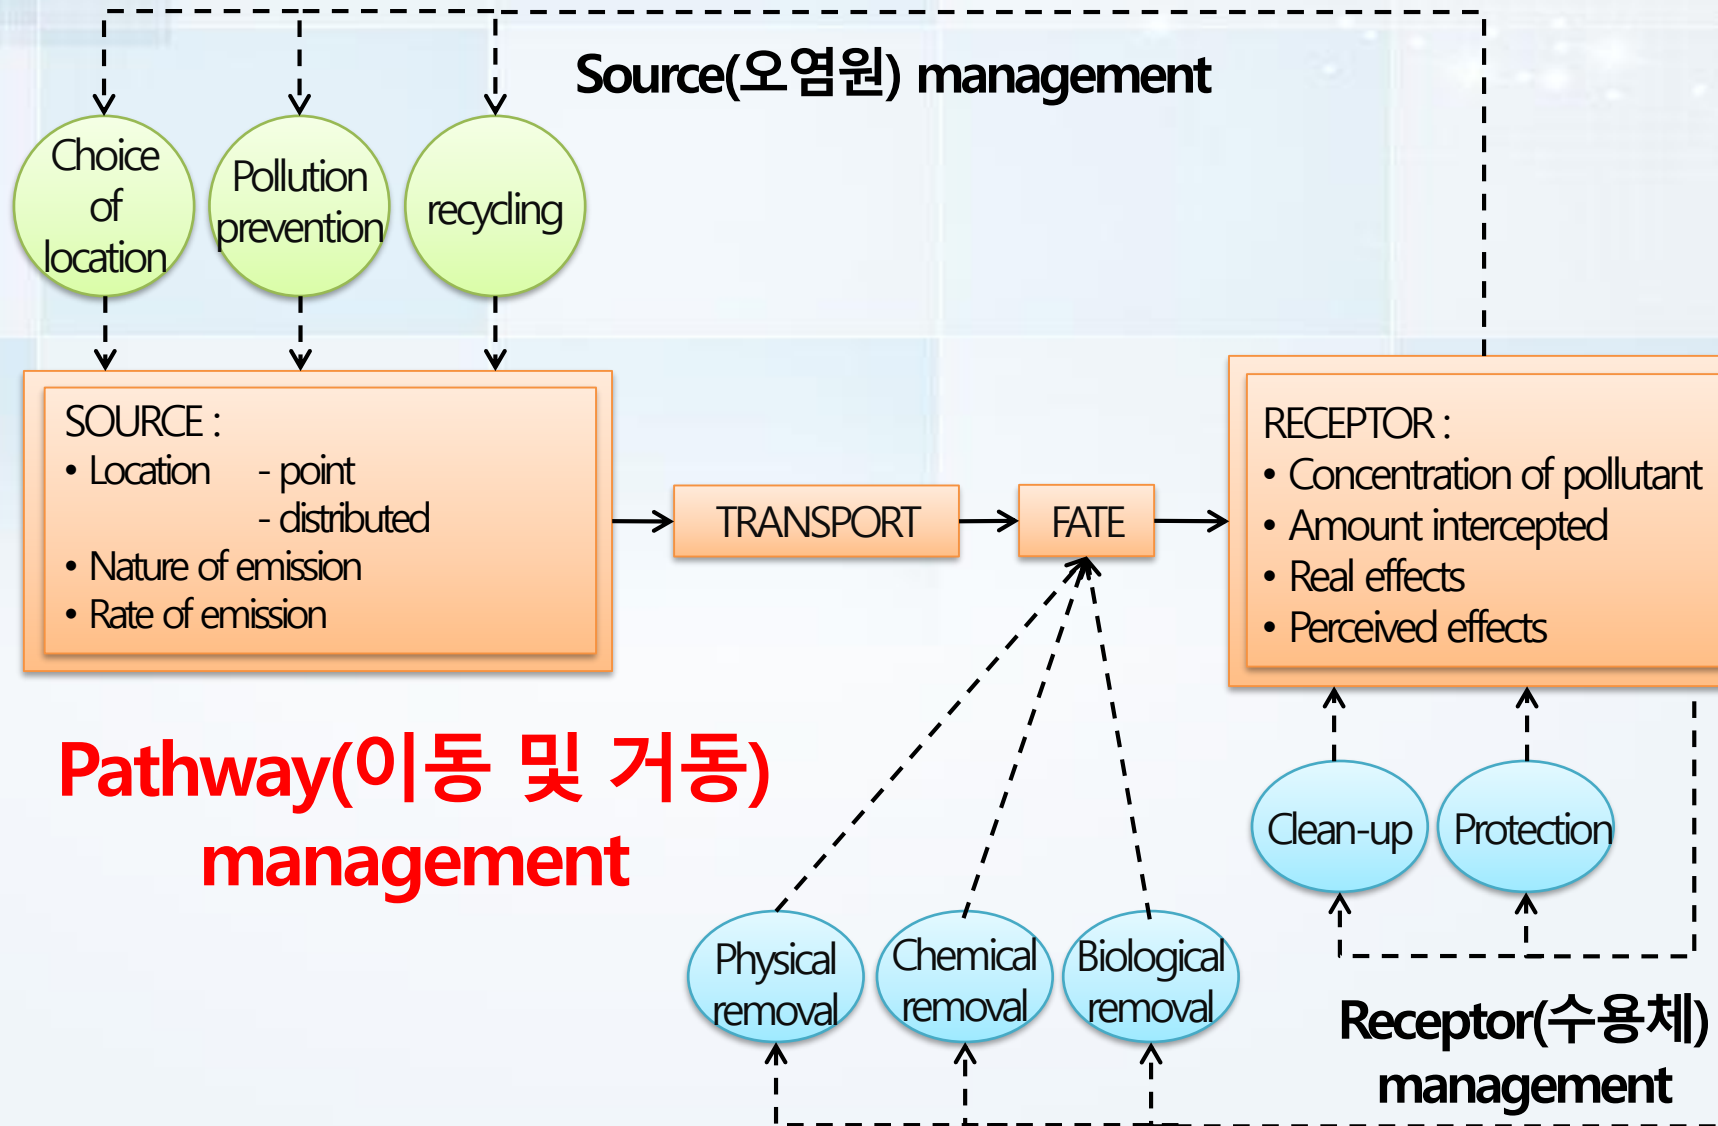 Source(오염원) management
Choice
of
location
Pollution
prevention
recycling
SOURCE :
• Location - point
- distributed
• Nature of emission
• Rate of emission
TRANSPORT
FATE
RECEPTOR :
• Concentration of pollutant
• Amount intercepted
• Real effects
• Perceived effects
Pathway(이동 및 거동)
management
Clean-up
Protection
Physical
removal
Chemical
removal
Biological
removal
Receptor(수용체)
management